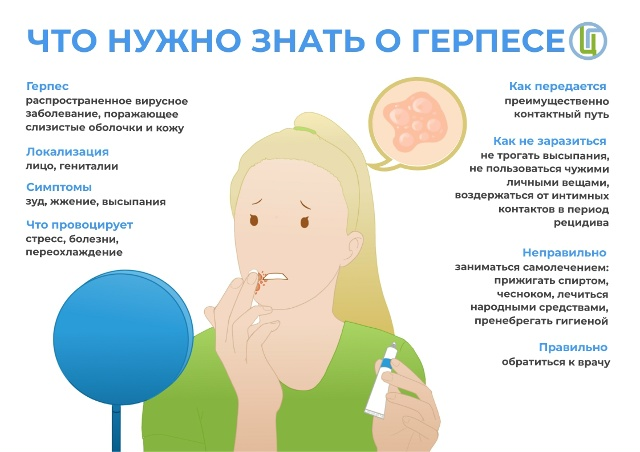 ЧТО НУЖНО ЗНАТЬ О ГЕРПЕСЕ
Герпес
распространенное вирусное
заболевание, поражающее
слизистые оболочки и кожу
Локализация
лицо, гениталии
Симптомы
зуд, жжение, высыпания
Что провоцирует
стресс, болезни,
переохлаждение
Как передается
преимущественно
контактный путь
Как не заразиться
не трогать высыпания,
не пользоваться чужими
личными вещами,
воздержаться от интимных
контактов в период
рецидива
Неправильно
заниматься самолечением:
прижигать спиртом,
чесноком, лечиться
народными средствами,
пренебрегать гигиеной
Правильно
обратиться к врачу